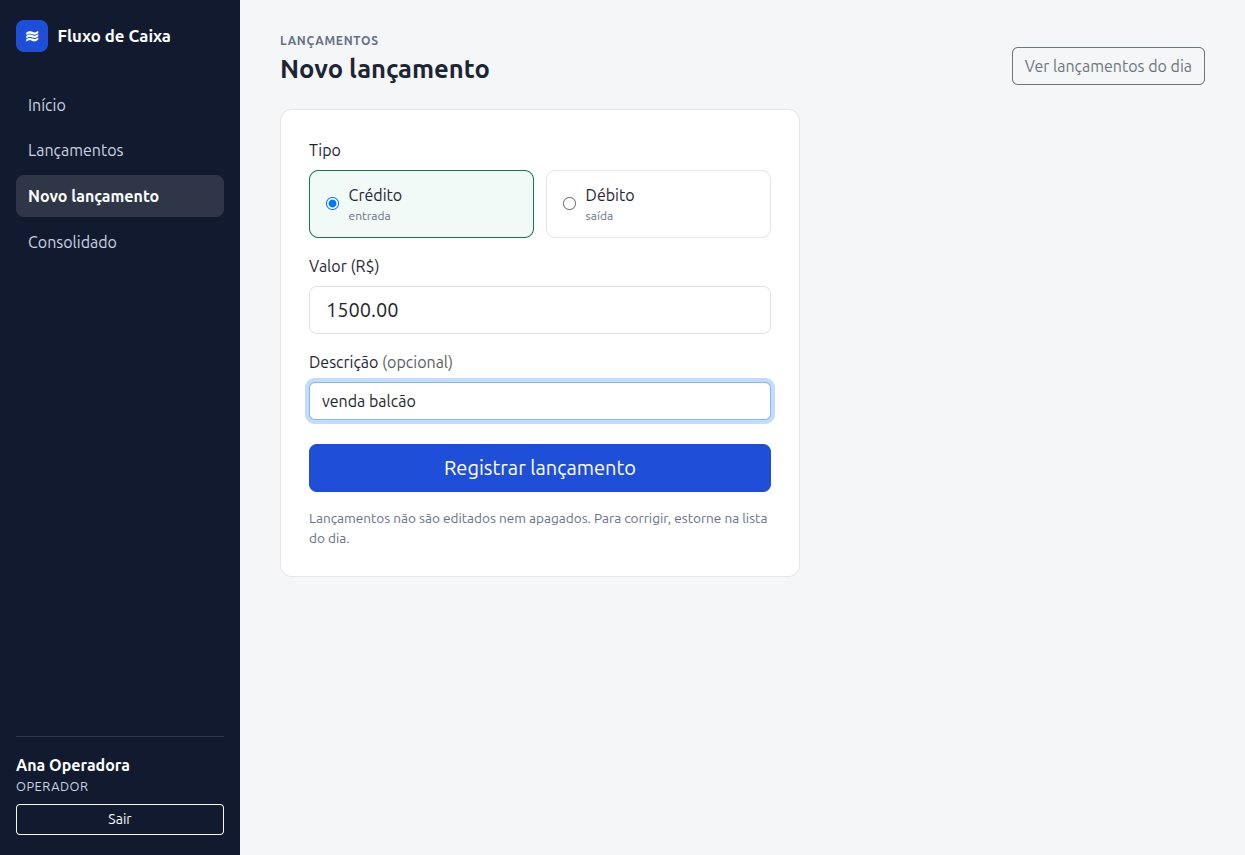 Fluxo de Caixa
Início
Lançamentos
Novo lançamento
Consolidado
Ana Operadora
OPERADOR
Sair
LANÇAMENTOS
Novo lançamento
Ver lançamentos do dia
Tipo
Crédito
entrada
Débito
saída
Valor (R$)
1500.00
Descrição (opcional)
venda balcão
Registrar lançamento
Lançamentos não são editados nem apagados. Para corrigir, estorne na lista
do dia.